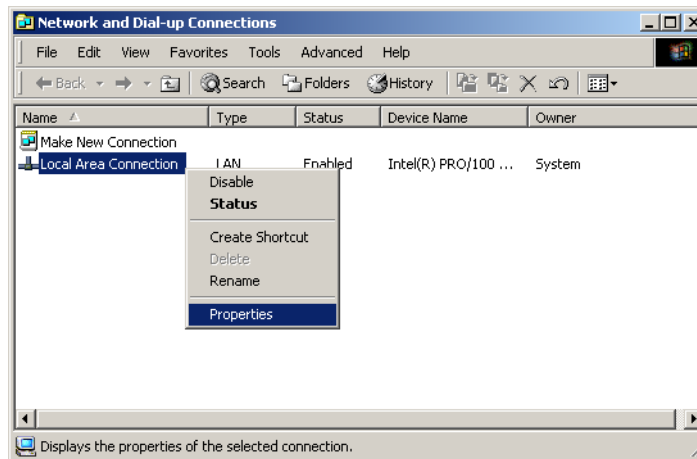 Network and Dial-up Connections
File Edit View Favorites Tools Advanced Help
Back Search Folders History
Name Type Status Device Name Owner
Make New Connection
Local Area Connection LAN Enabled Intel(R) PRO/100 ... System
Disable
Status
Create Shortcut
Delete
Rename
Properties
Displays the properties of the selected connection.